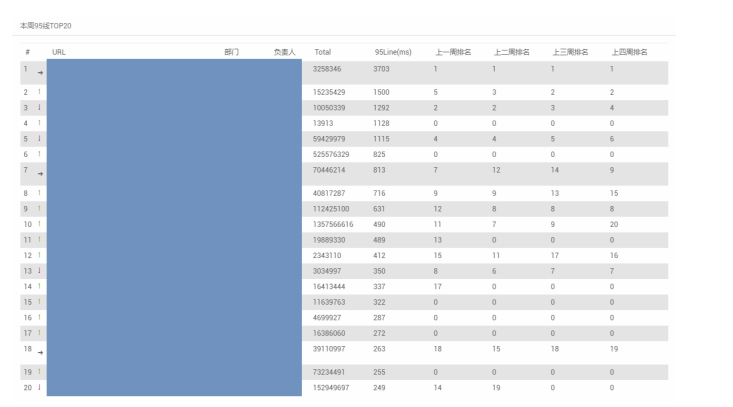 本周95线TOP20
# URL 部门 负责人 Total 95Line(ms) 上一周排名 上二周排名 上三周排名 上四周排名
1 → 3258346 3703 1 1 1 1
2 ↑ 15235429 1500 5 3 2 2
3 ↓ 10050339 1292 2 2 3 4
4 ↑ 13913 1128 0 0 0 0
5 ↓ 59429979 1115 4 4 5 6
6 ↑ 525576329 825 0 0 0 0
7 → 70446214 813 7 12 14 9
8 ↑ 40817287 716 9 9 13 15
9 ↑ 112425100 631 12 8 8 8
10 ↑ 1357566616 490 11 7 9 20
11 ↑ 19889330 489 13 0 0 0
12 ↑ 2343110 412 15 11 17 16
13 ↓ 3034997 350 8 6 7 7
14 ↑ 16413444 337 17 0 0 0
15 ↑ 11639763 322 0 0 0 0
16 ↑ 4699927 287 0 0 0 0
17 ↑ 16386060 272 0 0 0 0
18 → 39110997 263 18 15 18 19
19 ↑ 73234491 255 0 0 0 0
20 ↓ 152949697 249 14 19 0 0